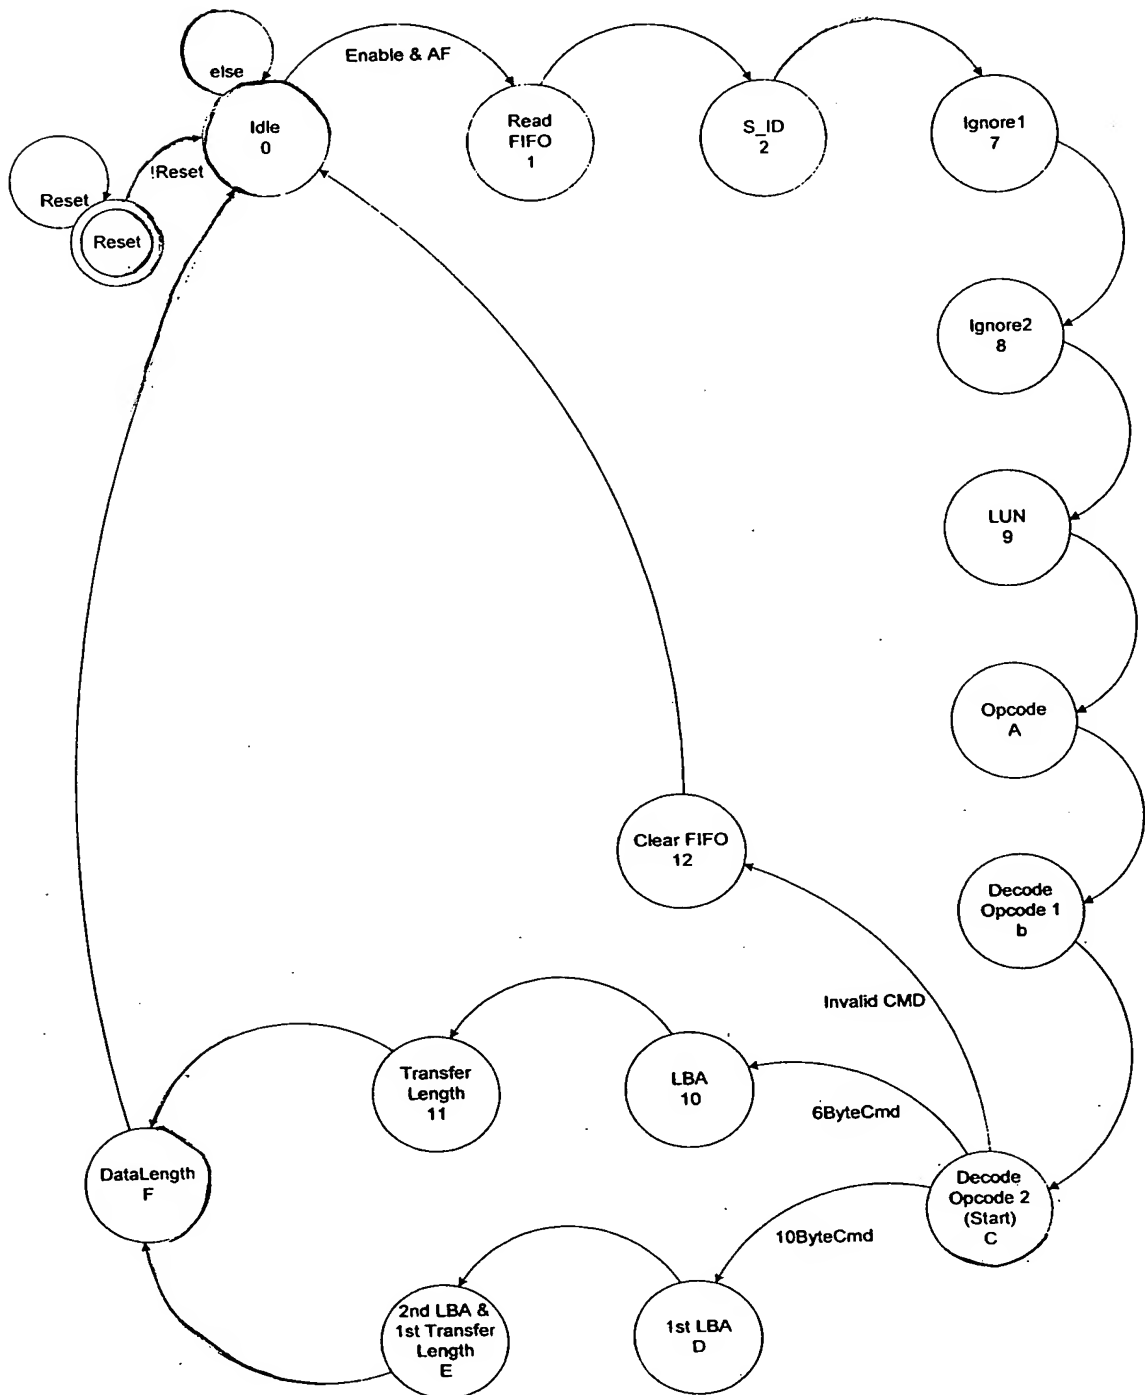 else
Enable & AF
Idle
0
Read
FIFO
1
S_ID
2
Ignore1
7
!Reset
Reset
Reset
Ignore2
8
LUN
9
Opcode
A
Clear FIFO
12
Decode
Opcode 1
b
Invalid CMD
Transfer
Length
11
LBA
10
6ByteCmd
DataLength
F
Decode
Opcode 2
(Start)
C
10ByteCmd
2nd LBA &
1st Transfer
Length
E
1st LBA
D